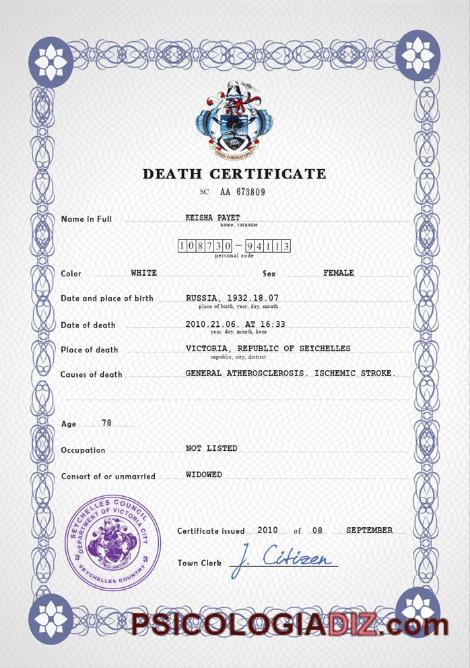 DEATH CERTIFICATE
SC AA 673809
Name in Full KEISHA PAYET
name, surname
108730-94113
personal code
Color WHITE Sex FEMALE
Date and place of birth RUSSIA, 1932.18.07
place of birth, year, day, month
Date of death 2010.21.06. AT 16:33
year, day, month, hour
Place of death VICTORIA, REPUBLIC OF SEYCHELLES
republic, city, district
Causes of death GENERAL ATHEROSCLEROSIS. ISCHEMIC STROKE.
Age 78
Occupation NOT LISTED
Consort of or unmarried WIDOWED
SEYCHELLES COUNCIL
DEPARTMENT OF VICTORIA CITY
3 3
SEYCHELLES COUNTRY
Certificate issued 2010 of 08 SEPTEMBER
Town Clerk J. Citizen
PSICOLOGIADIZ.com